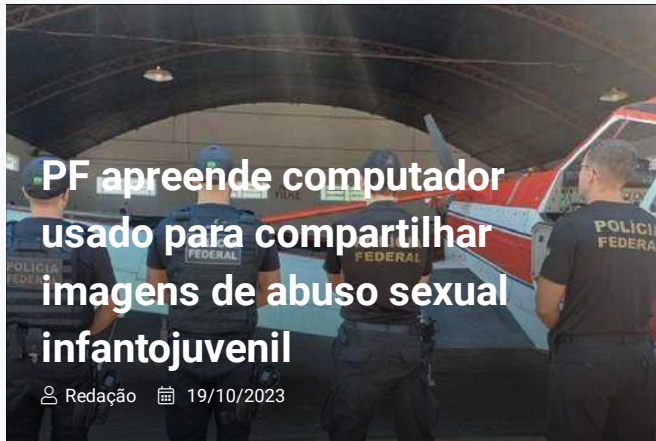 PF apreende computador
usado para compartilhar
imagens de abuso sexual
infantojuvenil
Redação 19/10/2023
POLÍCIA
FEDERAL
FEDERAL
POLÍCIA
FEDERAL
POLÍCIA
FEDERAL